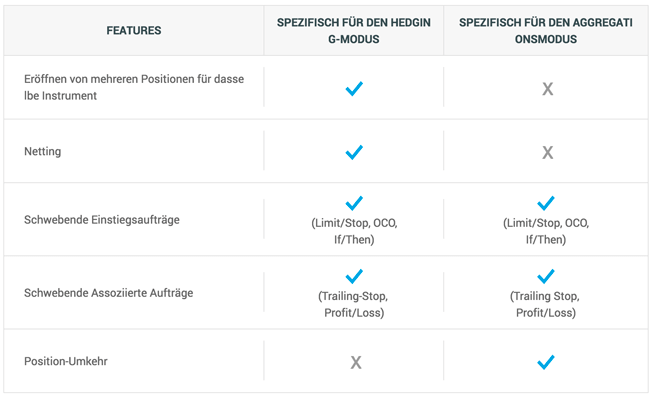 FEATURES
SPEZIFISCH FÜR DEN HEDGIN
G-MODUS
SPEZIFISCH FÜR DEN AGGREGATI
ONSMODUS
Eröffnen von mehreren Positionen für dasse
lbe Instrument
✓
X
Netting
✓
X
Schwebende Einstiegsaufträge
✓
(Limit/Stop, OCO,
If/Then)
✓
(Limit/Stop, OCO,
If/Then)
Schwebende Assoziierte Aufträge
✓
(Trailing-Stop,
Profit/Loss)
✓
(Trailing Stop,
Profit/Loss)
Position-Umkehr
X
✓